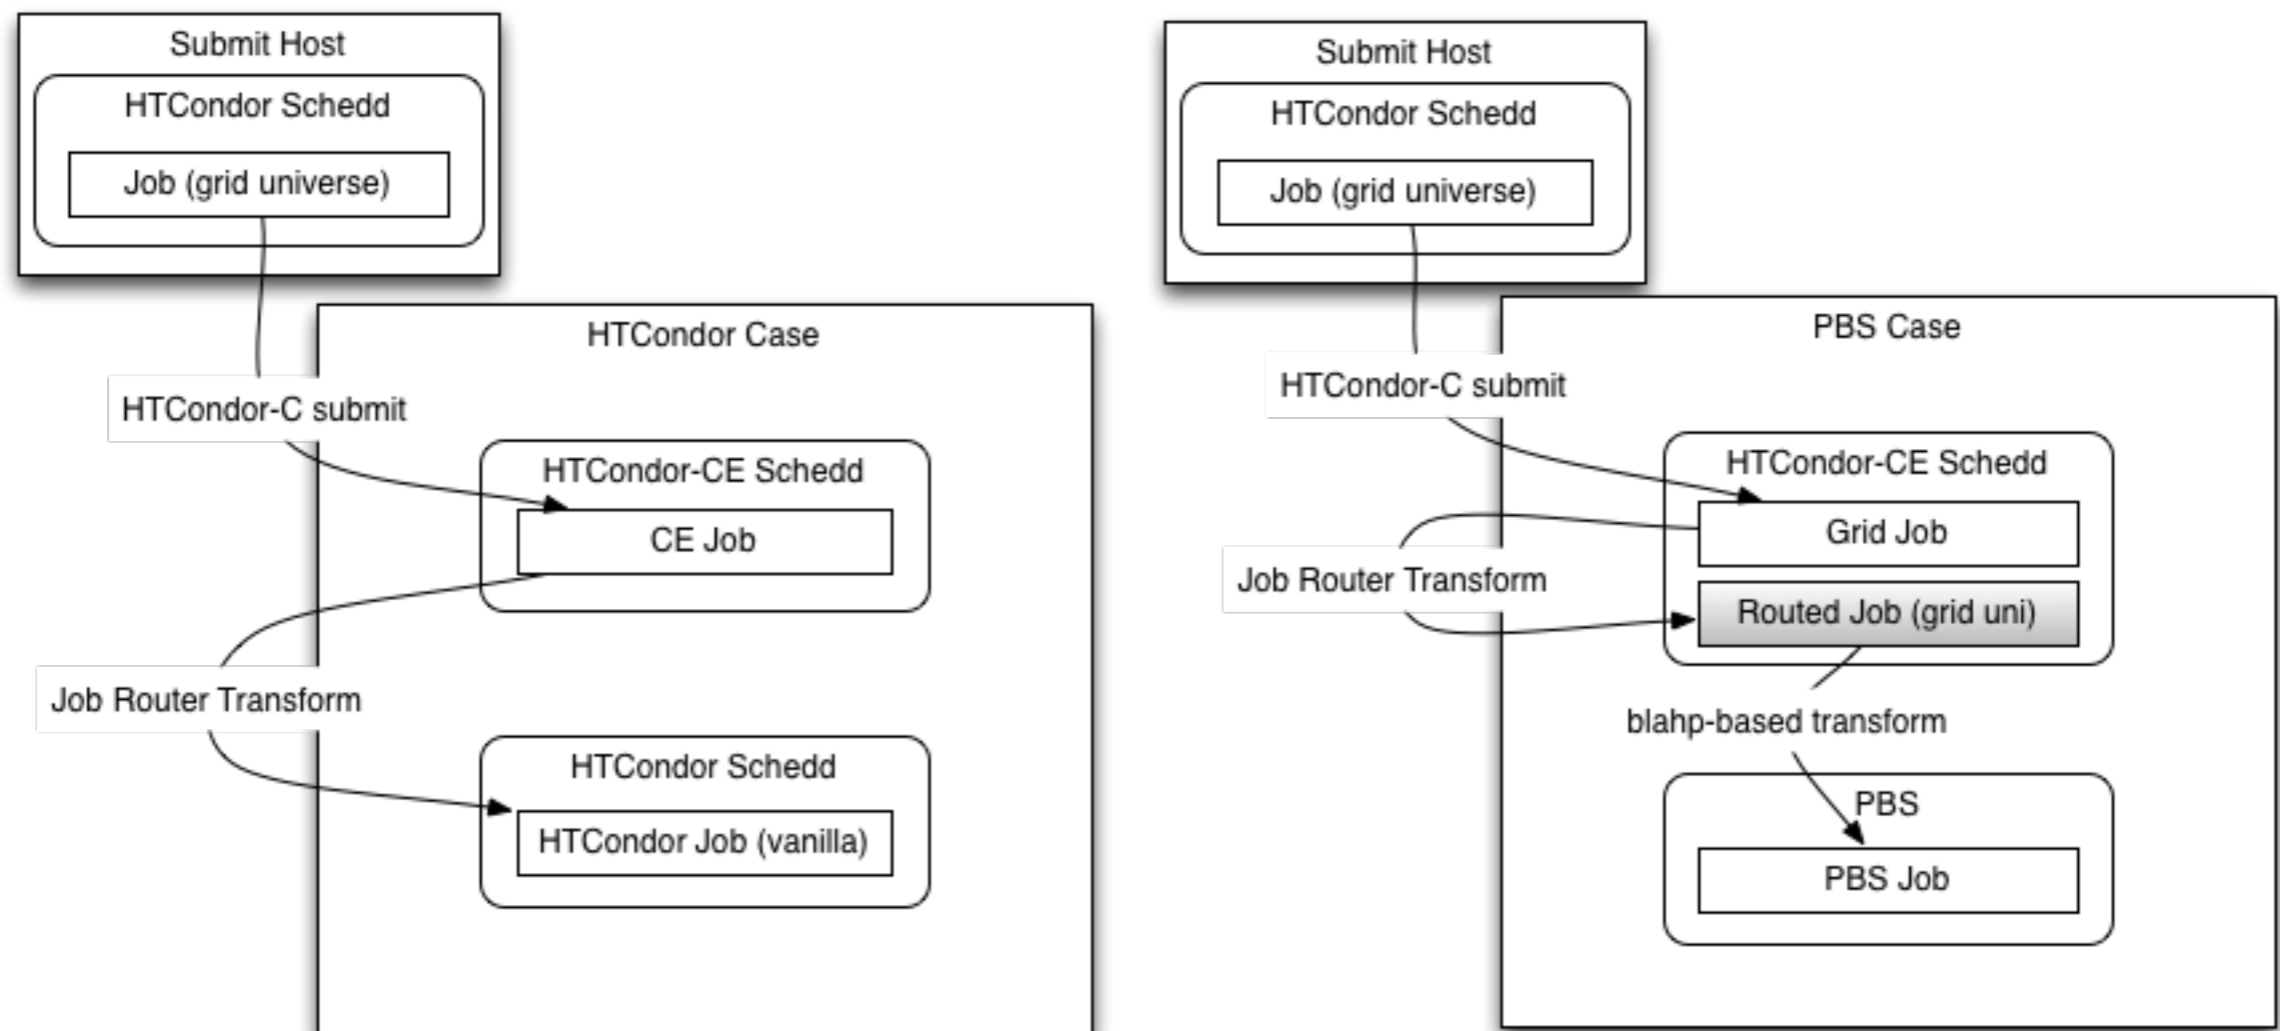 Submit Host
HTCondor Schedd
Job (grid universe)
HTCondor Case
HTCondor-C submit
HTCondor-CE Schedd
CE Job
Job Router Transform
HTCondor Schedd
HTCondor Job (vanilla)
Submit Host
HTCondor Schedd
Job (grid universe)
PBS Case
HTCondor-C submit
HTCondor-CE Schedd
Grid Job
Job Router Transform
Routed Job (grid uni)
blahp-based transform
PBS
PBS Job